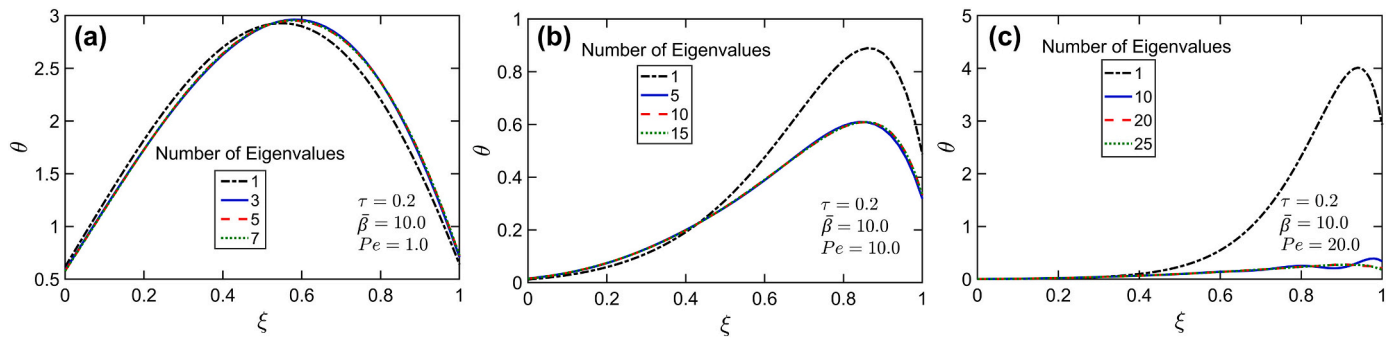 (a)
3
2.5
2
1.5
1
0.5
θ
Number of Eigenvalues
1
3
5
7
τ = 0.2
β̄ = 10.0
Pe = 1.0
0 0.2 0.4 0.6 0.8 1
ξ
(b)
1
0.8
0.6
0.4
0.2
0
θ
Number of Eigenvalues
1
5
10
15
τ = 0.2
β̄ = 10.0
Pe = 10.0
0 0.2 0.4 0.6 0.8 1
ξ
(c)
5
4
3
2
1
0
θ
Number of Eigenvalues
1
10
20
25
τ = 0.2
β̄ = 10.0
Pe = 20.0
0 0.2 0.4 0.6 0.8 1
ξ